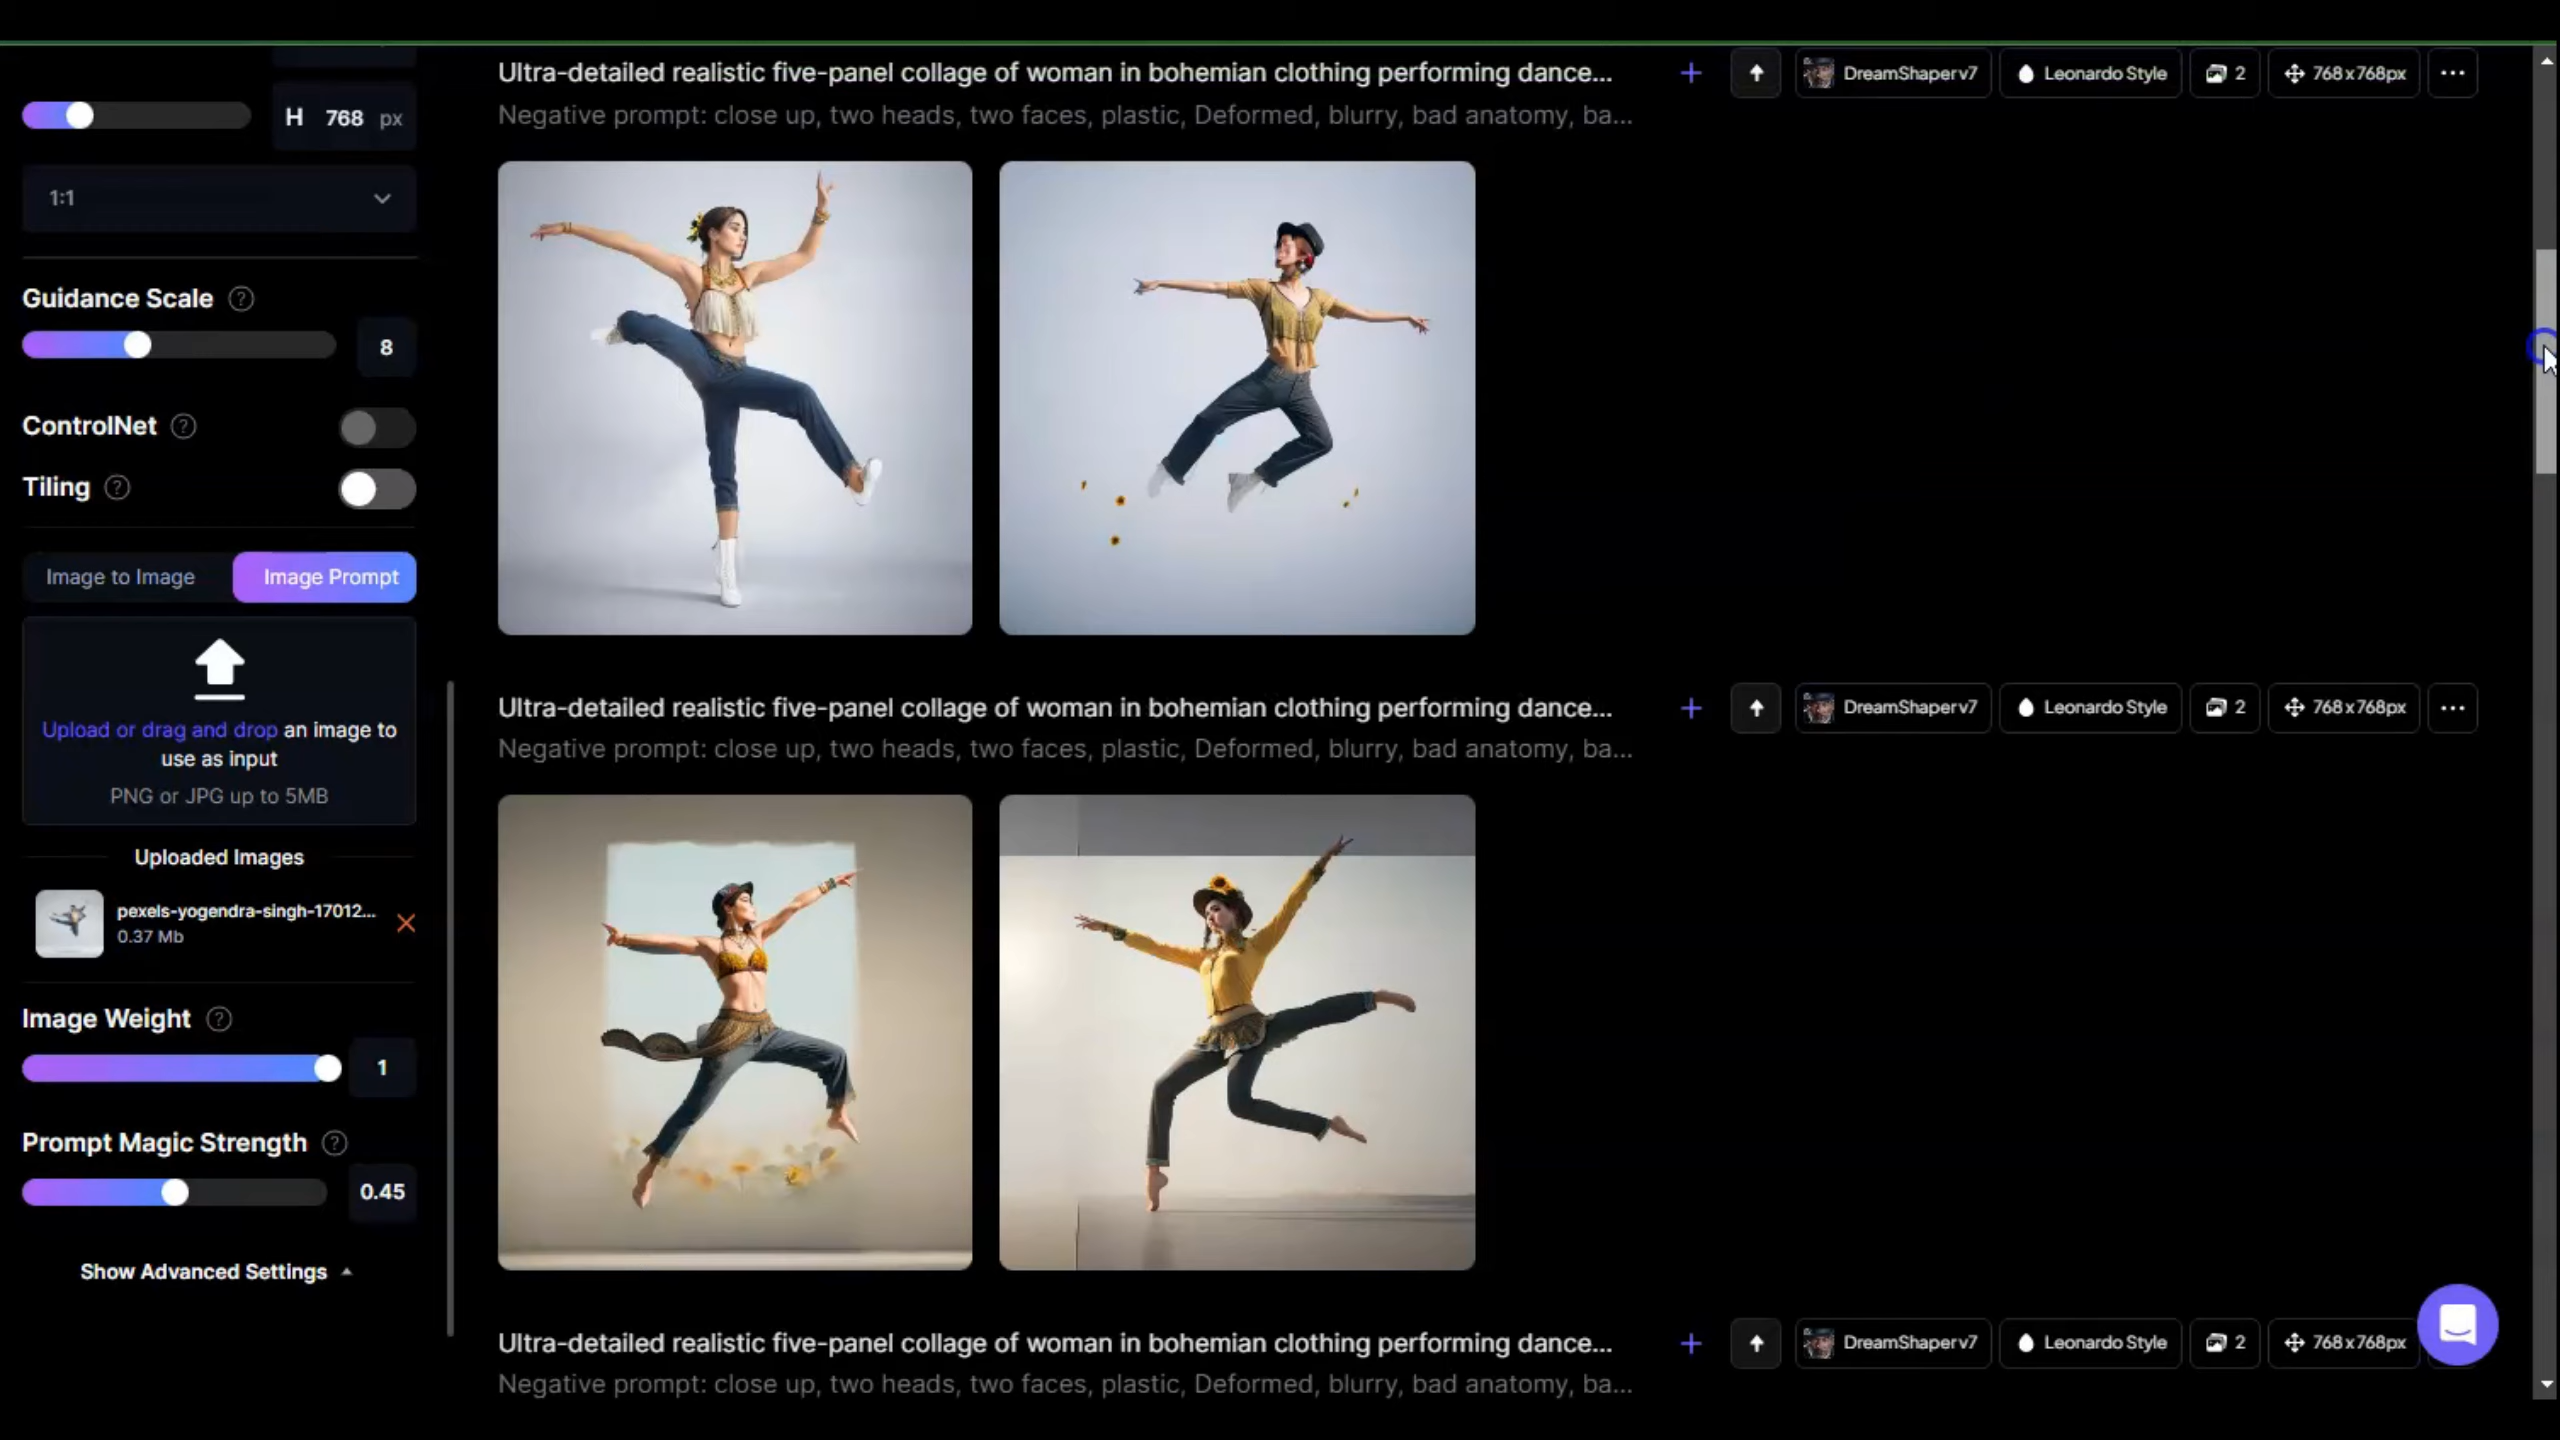 H 768 px
1:1
Guidance Scale ?
8
ControlNet ?
Tiling ?
Image to Image
Image Prompt
Upload or drag and drop an image to
use as input
PNG or JPG up to 5MB
Uploaded Images
pexels-yogendra-singh-17012...
0.37 Mb
Image Weight ?
1
Prompt Magic Strength ?
0.45
Show Advanced Settings
Ultra-detailed realistic five-panel collage of woman in bohemian clothing performing dance...
DreamShaper v7
Leonardo Style
2
768x768px
Negative prompt: close up, two heads, two faces, plastic, Deformed, blurry, bad anatomy, ba...
Ultra-detailed realistic five-panel collage of woman in bohemian clothing performing dance...
DreamShaper v7
Leonardo Style
2
768x768px
Negative prompt: close up, two heads, two faces, plastic, Deformed, blurry, bad anatomy, ba...
Ultra-detailed realistic five-panel collage of woman in bohemian clothing performing dance...
DreamShaper v7
Leonardo Style
2
768x768px
Negative prompt: close up, two heads, two faces, plastic, Deformed, blurry, bad anatomy, ba...